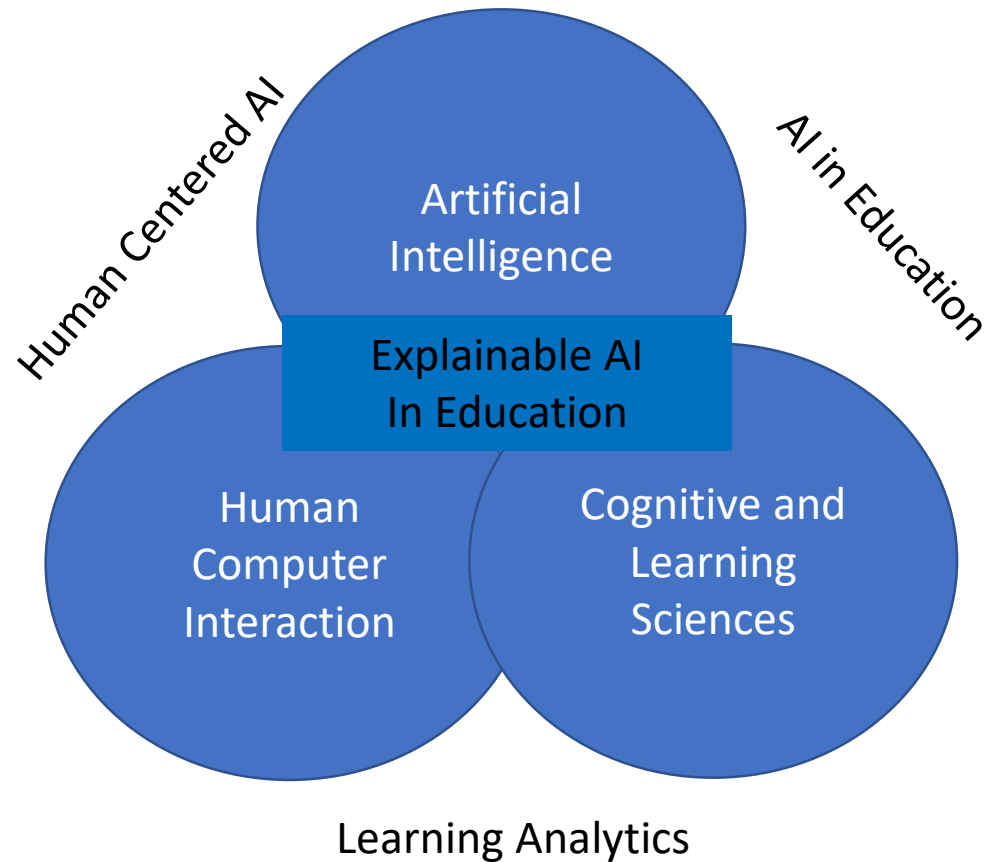 Human Centered AI
AI in Education
Artificial
Intelligence
Explainable AI
In Education
Human
Computer
Interaction
Cognitive and
Learning
Sciences
Learning Analytics